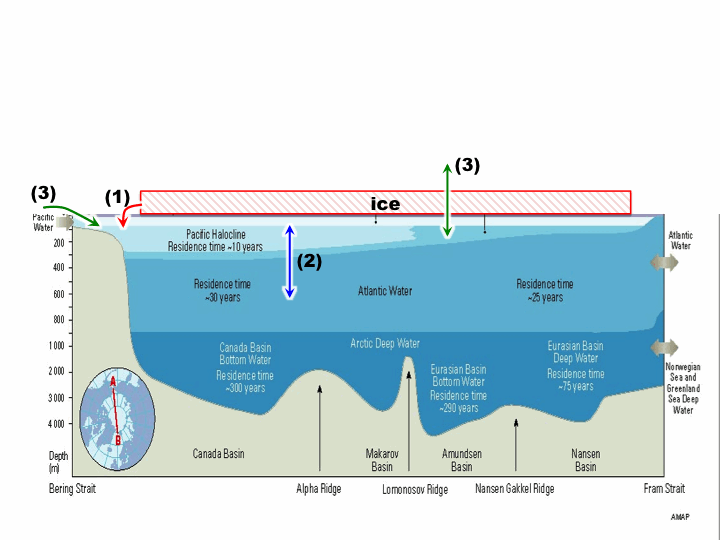 (3)
(3)
(1)
ice
Pacific
Water
Pacific Halocline
Residence time ~10 years
200
(2)
Atlantic
Water
400
Residence time
~30 years
Atlantic Water
Residence time
~25 years
600
800
1 000
Canada Basin
Bottom Water
Residence time
~300 years
Arctic Deep Water
Eurasian Basin
Deep Water
Residence time
~75 years
2 000
Eurasian Basin
Bottom Water
Residence time
~290 years
Norwegian
Sea and
Greenland
Sea Deep
Water
3 000
4 000
A
B
Depth
(m)
Canada Basin
Makarov
Basin
Amundsen
Basin
Nansen
Basin
Bering Strait
Alpha Ridge
Lomonosov Ridge
Nansen Gakkel Ridge
Fram Strait
AMAP